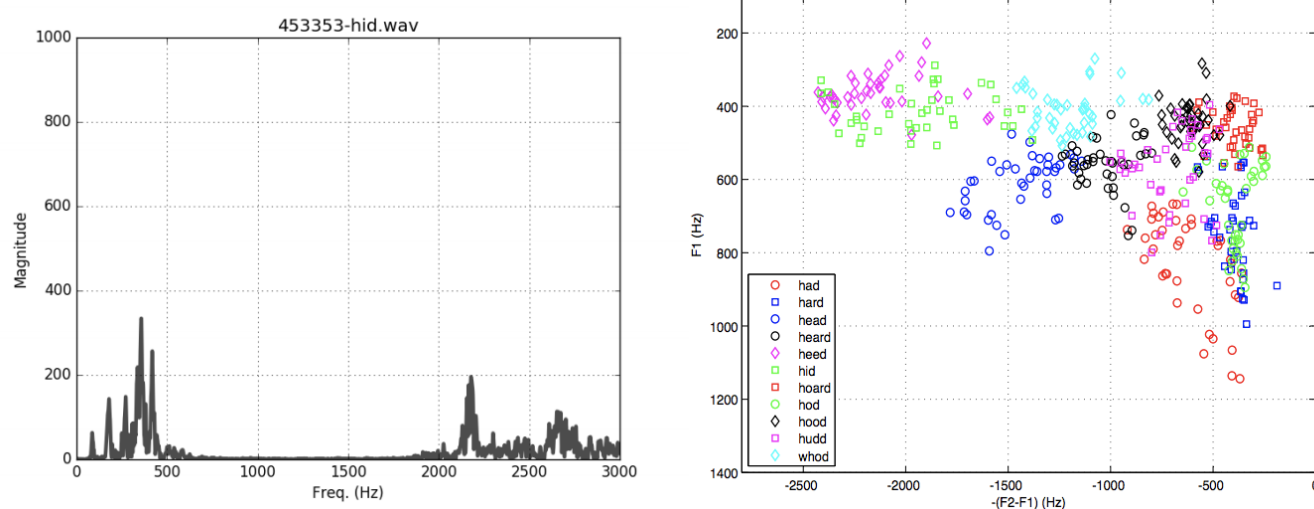 453353-hid.wav
1000
800
600
400
200
0
Magnitude
0 500 1000 1500 2000 2500 3000
Freq. (Hz)
200
400
600
800
1000
1200
1400
F1 (Hz)
had
hard
head
heard
heed
hid
hoard
hod
hood
hudd
whod
-2500 -2000 -1500 -1000 -500 0
-(F2-F1) (Hz)